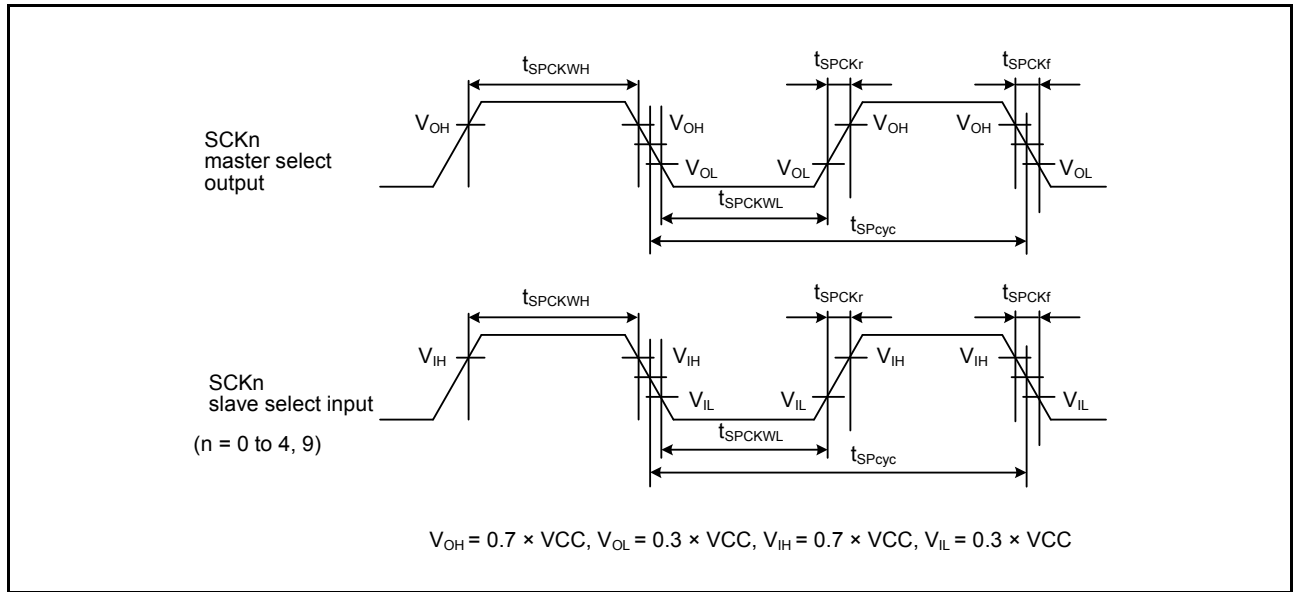 tSPCKWH
tSPCKr
tSPCKf
SCKn
master select
output
VOH
VOH
VOL
VOL
VOH
VOH
VOL
tSPCKWL
tSPcyc
tSPCKWH
tSPCKr
tSPCKf
SCKn
slave select input
(n = 0 to 4, 9)
VIH
VIH
VIL
VIL
VIH
VIH
VIL
tSPCKWL
tSPcyc
VOH = 0.7 × VCC, VOL = 0.3 × VCC, VIH = 0.7 × VCC, VIL = 0.3 × VCC